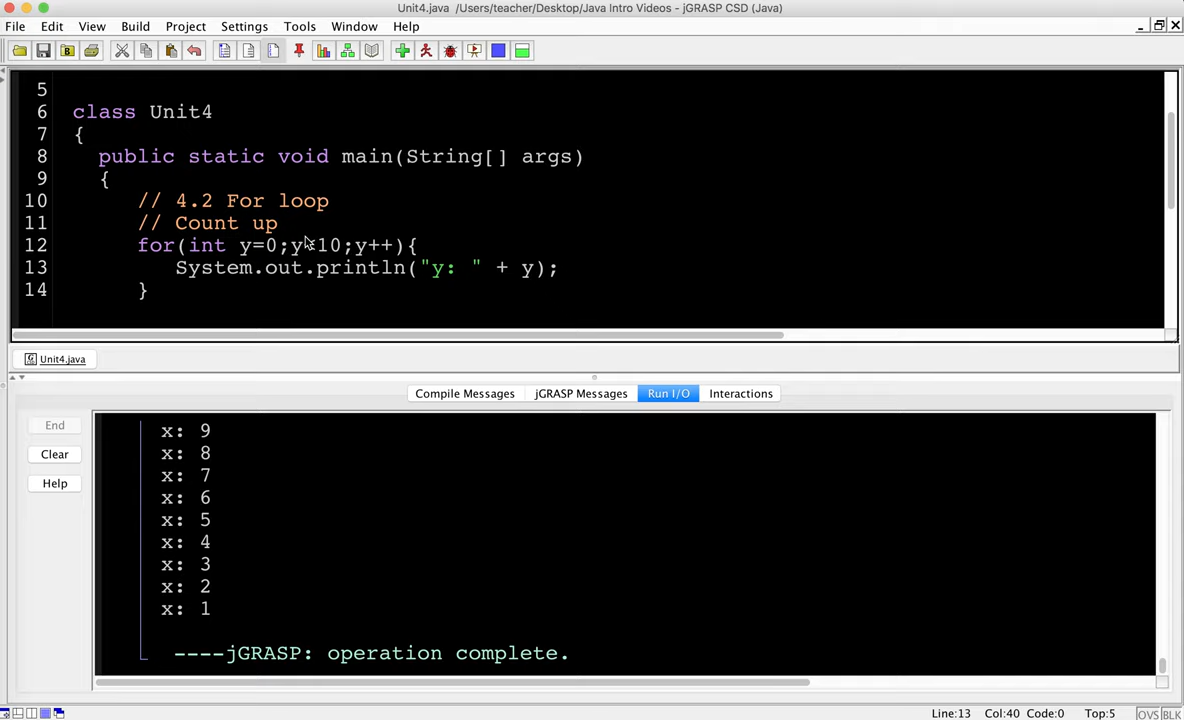 Unit4.java /Users/teacher/Desktop/Java Intro Videos - jGRASP CSD (Java)
File Edit View Build Project Settings Tools Window Help
5
6 class Unit4
7 {
8 public static void main(String[] args)
9 {
10 // 4.2 For loop
11 // Count up
12 for(int y=0;y<10;y++){
13 System.out.println("y: " + y);
14 }
Unit4.java
Compile Messages jGRASP Messages Run I/O Interactions
End
Clear
Help
x: 9
x: 8
x: 7
x: 6
x: 5
x: 4
x: 3
x: 2
x: 1
----jGRASP: operation complete.
Line:13 Col:40 Code:0 Top:5 OVS BLK